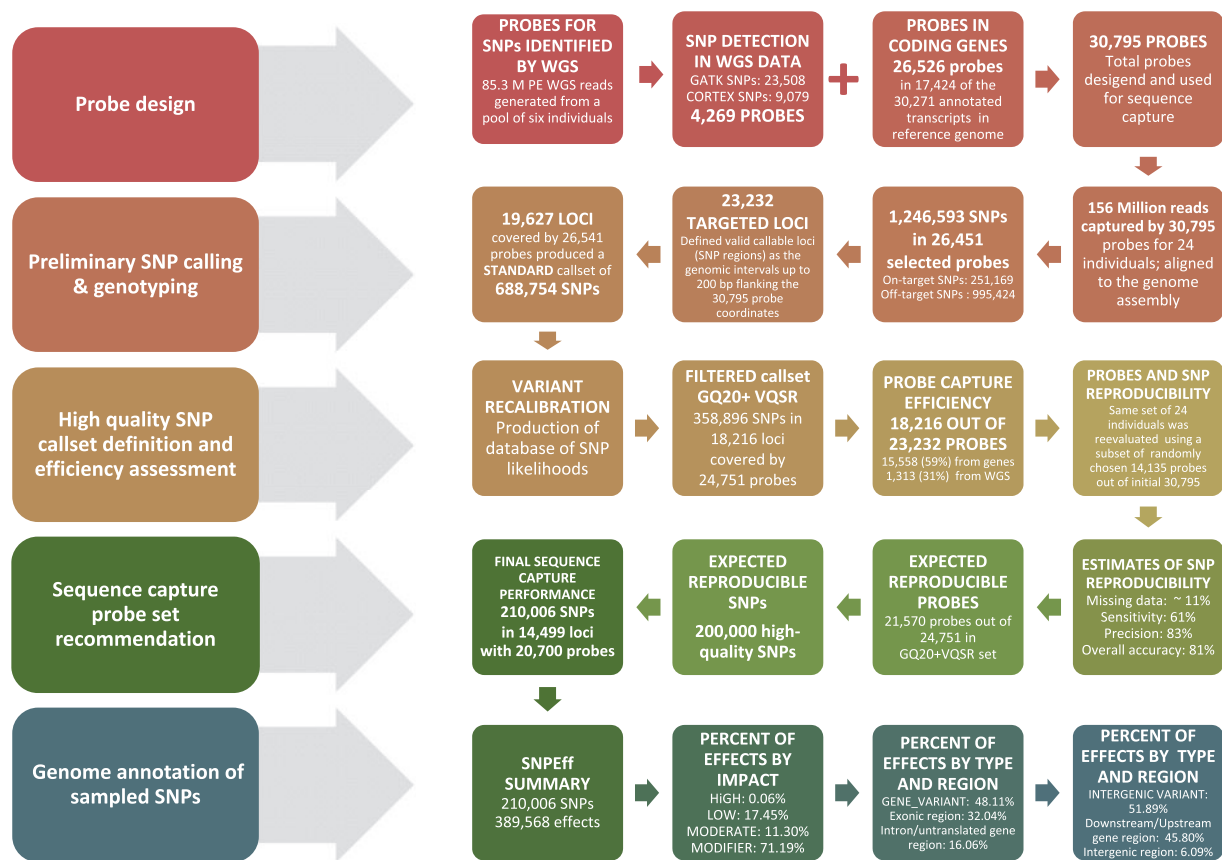 Probe design
PROBES FOR
SNPs IDENTIFIED
BY WGS
85.3 M PE WGS reads
generated from a
pool of six individuals
SNP DETECTION
IN WGS DATA
GATK SNPs: 23,508
CORTEX SNPs: 9,079
4,269 PROBES
+
PROBES IN
CODING GENES
26,526 probes
in 17,424 of the
30,271 annotated
transcripts in
reference genome
30,795 PROBES
Total probes
desigend and used
for sequence
capture
Preliminary SNP calling
& genotyping
19,627 LOCI
covered by 26,541
probes produced a
STANDARD callset of
688,754 SNPs
23,232
TARGETED LOCI
Defined valid callable loci
(SNP regions) as the
genomic intervals up to
200 bp flanking the
30,795 probe
coordinates
1,246,593 SNPs
in 26,451
selected probes
On-target SNPs: 251,169
Off-target SNPs : 995,424
156 Million reads
captured by 30,795
probes for 24
individuals; aligned
to the genome
assembly
High quality SNP
callset definition and
efficiency assessment
VARIANT
RECALIBRATION
Production of
database of SNP
likelihoods
FILTERED callset
GQ20+ VQSR
358,896 SNPs in
18,216 loci
covered by
24,751 probes
PROBE CAPTURE
EFFICIENCY
18,216 OUT OF
23,232 PROBES
15,558 (59%) from genes
1,313 (31%) from WGS
PROBES AND SNP
REPRODUCIBILITY
Same set of 24
individuals was
reevaluated using a
subset of randomly
chosen 14,135 probes
out of initial 30,795
Sequence capture
probe set
recommendation
FINAL SEQUENCE
CAPTURE
PERFORMANCE
210,006 SNPs
in 14,499 loci
with 20,700 probes
EXPECTED
REPRODUCIBLE
SNPs
200,000 high-
quality SNPs
EXPECTED
REPRODUCIBLE
PROBES
21,570 probes out of
24,751 in
GQ20+VQSR set
ESTIMATES OF SNP
REPRODUCIBILITY
Missing data: ~ 11%
Sensitivity: 61%
Precision: 83%
Overall accuracy: 81%
Genome annotation of
sampled SNPs
SNPEff
SUMMARY
210,006 SNPs
389,568 effects
PERCENT OF
EFFECTS BY
IMPACT
HiGH: 0.06%
LOW: 17.45%
MODERATE: 11.30%
MODIFIER: 71.19%
PERCENT OF
EFFECTS BY TYPE
AND REGION
GENE_VARIANT: 48.11%
Exonic region: 32.04%
Intron/untranslated gene
region: 16.06%
PERCENT OF
EFFECTS BY TYPE
AND REGION
INTERGENIC VARIANT:
51.89%
Downstream/Upstream
gene region: 45.80%
Intergenic region: 6.09%